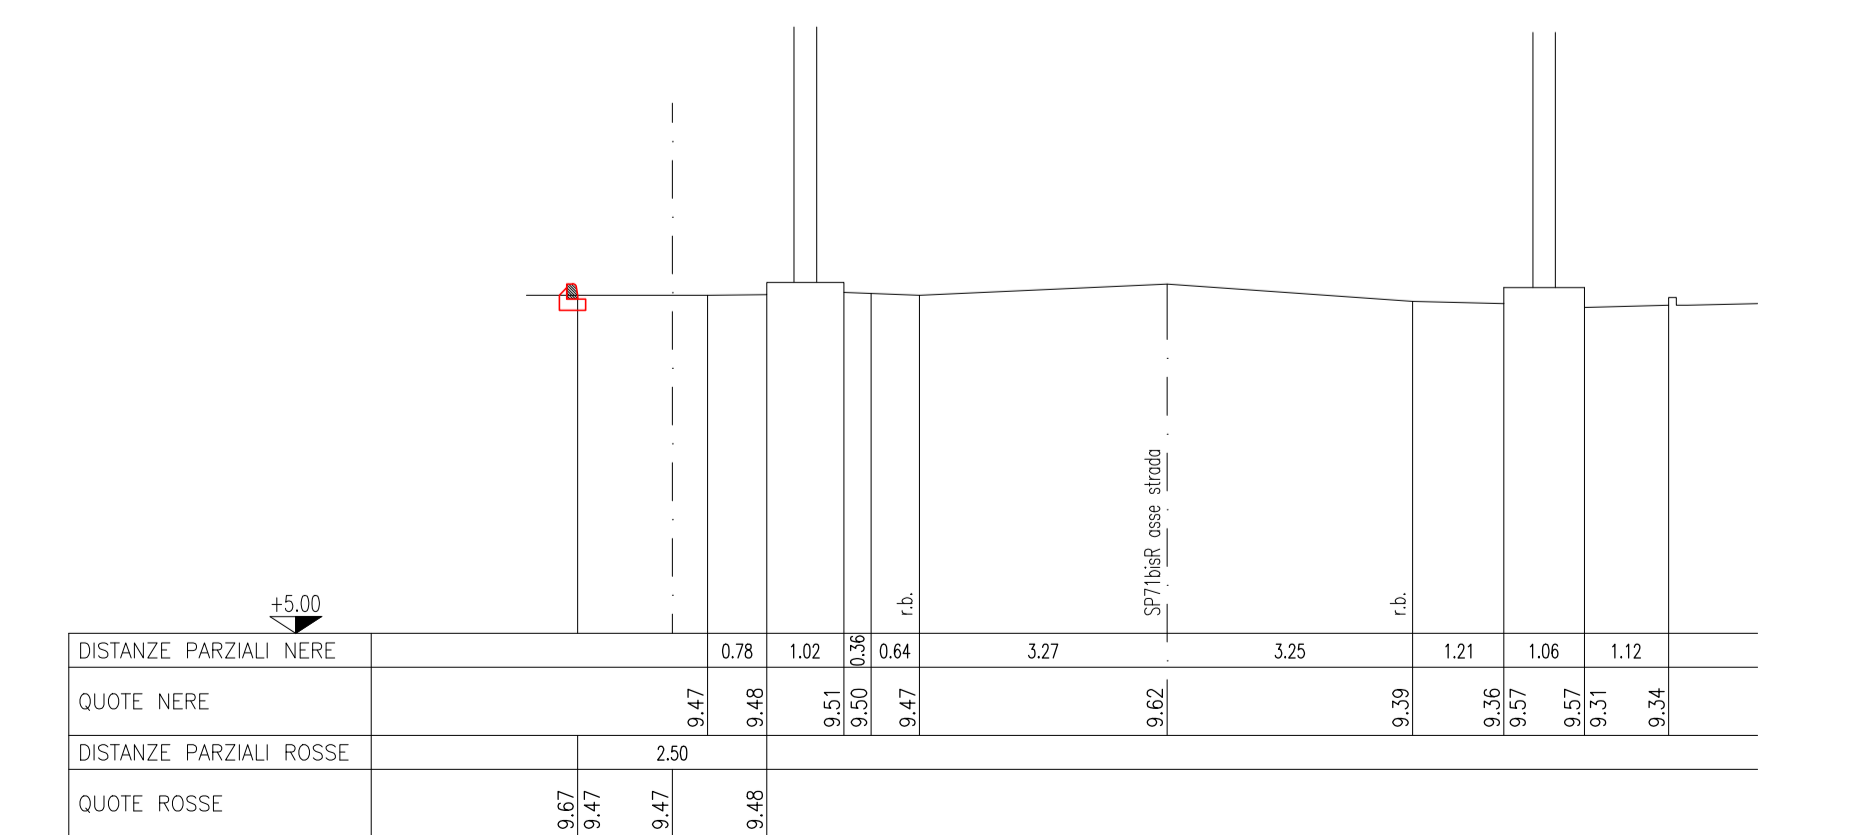 SP71bisR asse strada
r.b.
r.b.
+5.00
DISTANZE PARZIALI NERE 0.78 1.02 0.36 0.64 3.27 3.25 1.21 1.06 1.12
QUOTE NERE 9.47 9.48 9.51 9.50 9.47 9.62 9.39 9.36 9.57 9.57 9.31 9.34
DISTANZE PARZIALI ROSSE 2.50
QUOTE ROSSE 9.67 9.47 9.47 9.48